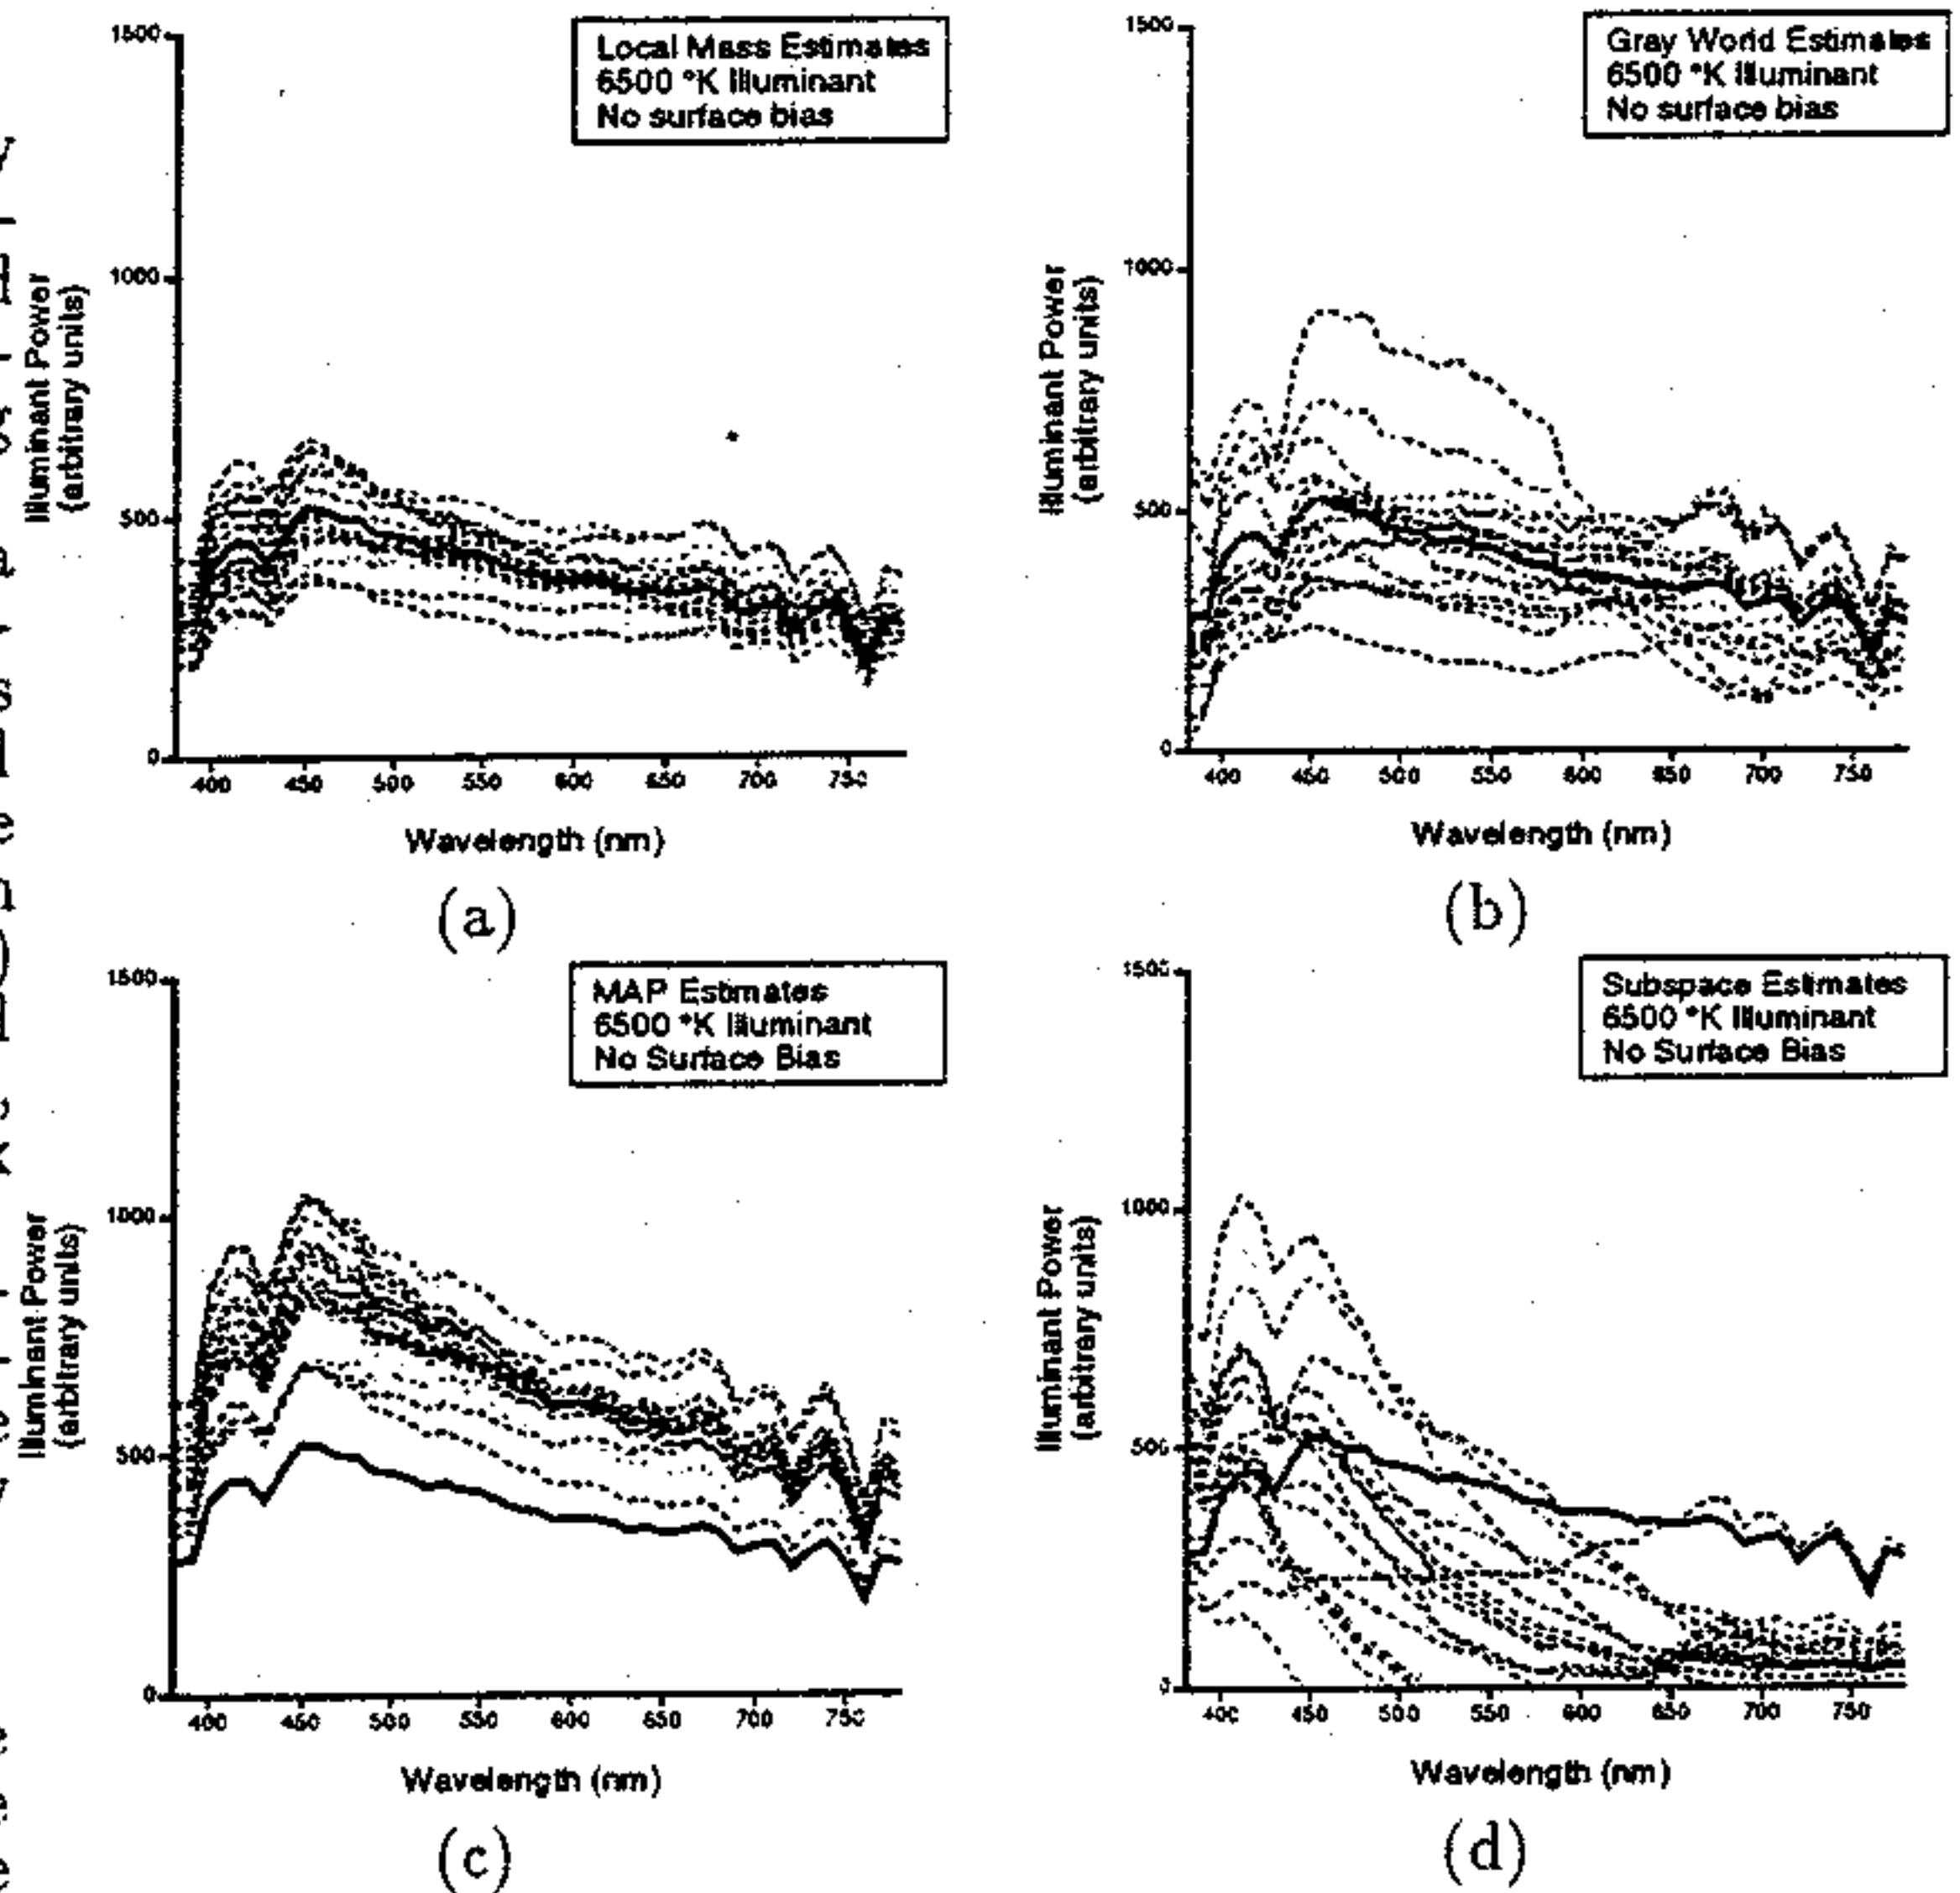 1500
1000
500
0
Illuminant Power
(arbitrary units)
Local Mass Estimates
6500 °K Illuminant
No surface bias
400 450 500 550 600 650 700 750
Wavelength (nm)
(a)
1500
1000
500
0
Illuminant Power
(arbitrary units)
Gray World Estimates
6500 °K Illuminant
No surface bias
400 450 500 550 600 650 700 750
Wavelength (nm)
(b)
1500
1000
500
0
Illuminant Power
(arbitrary units)
MAP Estimates
6500 °K Illuminant
No Surface Bias
400 450 500 550 600 650 700 750
Wavelength (nm)
(c)
1500
1000
500
0
Illuminant Power
(arbitrary units)
Subspace Estimates
6500 °K Illuminant
No Surface Bias
400 450 500 550 600 650 700 750
Wavelength (nm)
(d)